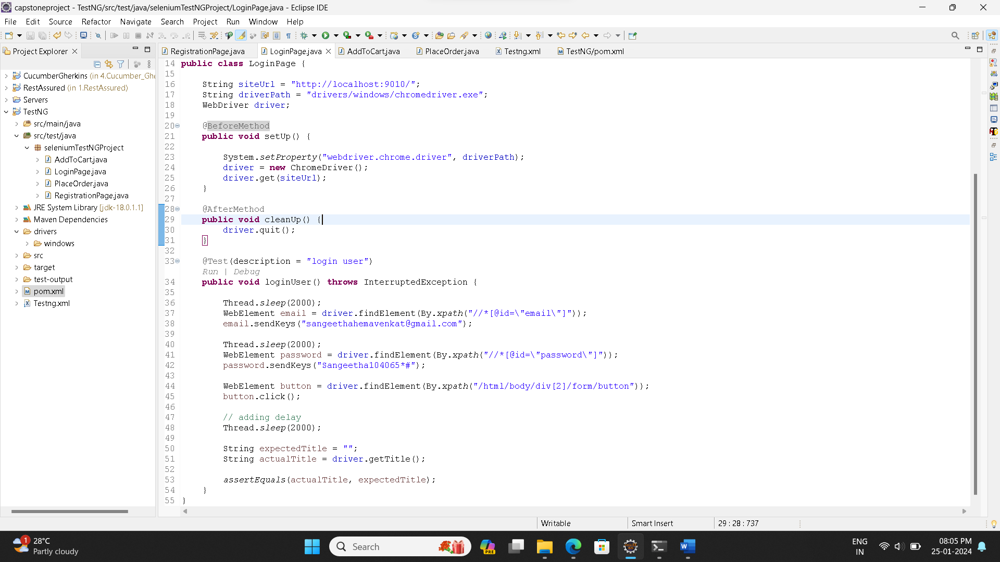 capstoneproject - TestNG/src/test/java/seleniumTestNGProject/LoginPage.java - Eclipse IDE
File Edit Source Refactor Navigate Search Project Run Window Help
Project Explorer
RegistrationPage.java LoginPage.java AddToCart.java PlaceOrder.java Testng.xml TestNG/pom.xml
CucumberGherkins (in 4.Cucumber_Ghe
RestAssured (in 1.RestAssured)
Servers
TestNG
src/main/java
src/test/java
seleniumTestNGProject
AddToCart.java
LoginPage.java
PlaceOrder.java
RegistrationPage.java
JRE System Library [jdk-18.0.1.1]
Maven Dependencies
drivers
windows
src
target
test-output
pom.xml
Testng.xml
14 public class LoginPage {
15
16 String siteUrl = "http://localhost:9010/";
17 String driverPath = "drivers/windows/chromedriver.exe";
18 WebDriver driver;
19
20 @BeforeMethod
21 public void setUp() {
22
23 System.setProperty("webdriver.chrome.driver", driverPath);
24 driver = new ChromeDriver();
25 driver.get(siteUrl);
26 }
27
28 @AfterMethod
29 public void cleanUp() {
30 driver.quit();
31 }
32
33 @Test(description = "login user")
Run | Debug
34 public void loginUser() throws InterruptedException {
35
36 Thread.sleep(2000);
37 WebElement email = driver.findElement(By.xpath("//*[@id=\"email\"]"));
38 email.sendKeys("sangeethahemavenkat@gmail.com");
39
40 Thread.sleep(2000);
41 WebElement password = driver.findElement(By.xpath("//*[@id=\"password\"]"));
42 password.sendKeys("Sangeetha104065*#");
43
44 WebElement button = driver.findElement(By.xpath("/html/body/div[2]/form/button"));
45 button.click();
46
47 // adding delay
48 Thread.sleep(2000);
49
50 String expectedTitle = "";
51 String actualTitle = driver.getTitle();
52
53 assertEquals(actualTitle, expectedTitle);
54 }
55 }
Writable Smart Insert 29 : 28 : 737
1
28°C
Partly cloudy
Search
PRE
ENG
IN
08:05 PM
25-01-2024